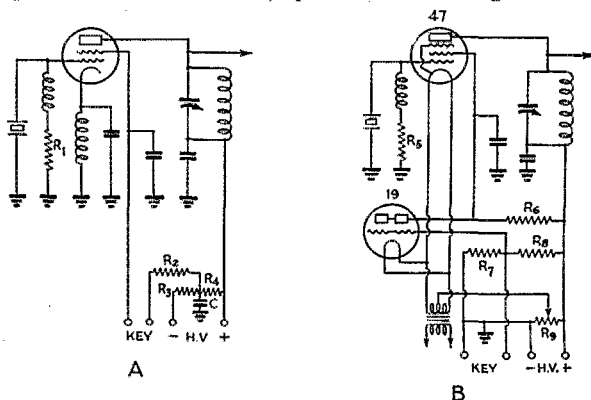 47
R1
R5
19
R6
R2
R3
R4
C
R7
R8
R9
KEY - H.V. +
KEY - H.V. +
A
B